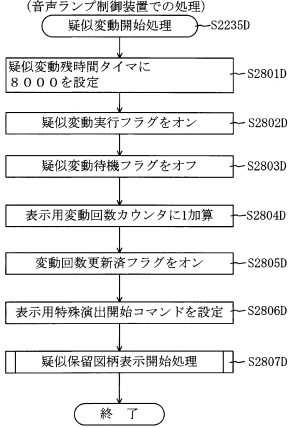 (音声ランプ制御装置での処理)
疑似変動開始処理
S2235D
疑似変動残時間タイマに
8000を設定
S2801D
疑似変動実行フラグをオン
S2802D
疑似変動待機フラグをオフ
S2803D
表示用変動回数カウンタに1加算
S2804D
変動回数更新済フラグをオン
S2805D
表示用特殊演出開始コマンドを設定
S2806D
疑似保留図柄表示開始処理
S2807D
終 了